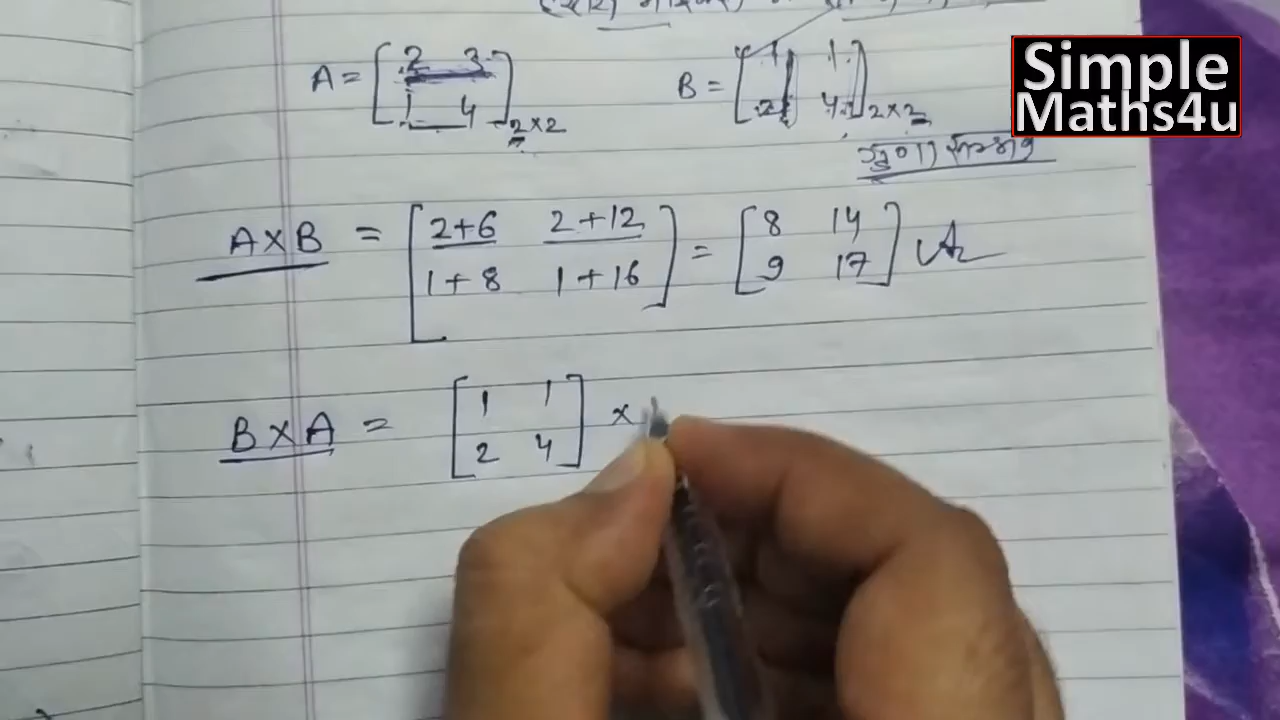 Simple
Maths4u
A = [2 3
1 4] 2×2
B = [1 1
2 4] 2×2
A×B = [2+6 2+12
1+8 1+16] = [8 14
9 17]
B×A = [1 1
2 4] ×